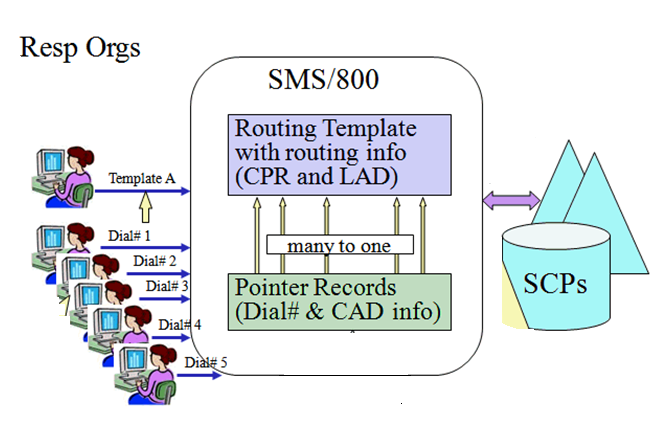 Resp Orgs
SMS/800
Routing Template
with routing info
(CPR and LAD)
Template A
Dial# 1
Dial# 2
Dial# 3
Dial# 4
Dial# 5
many to one
Pointer Records
(Dial# & CAD info)
SCPs